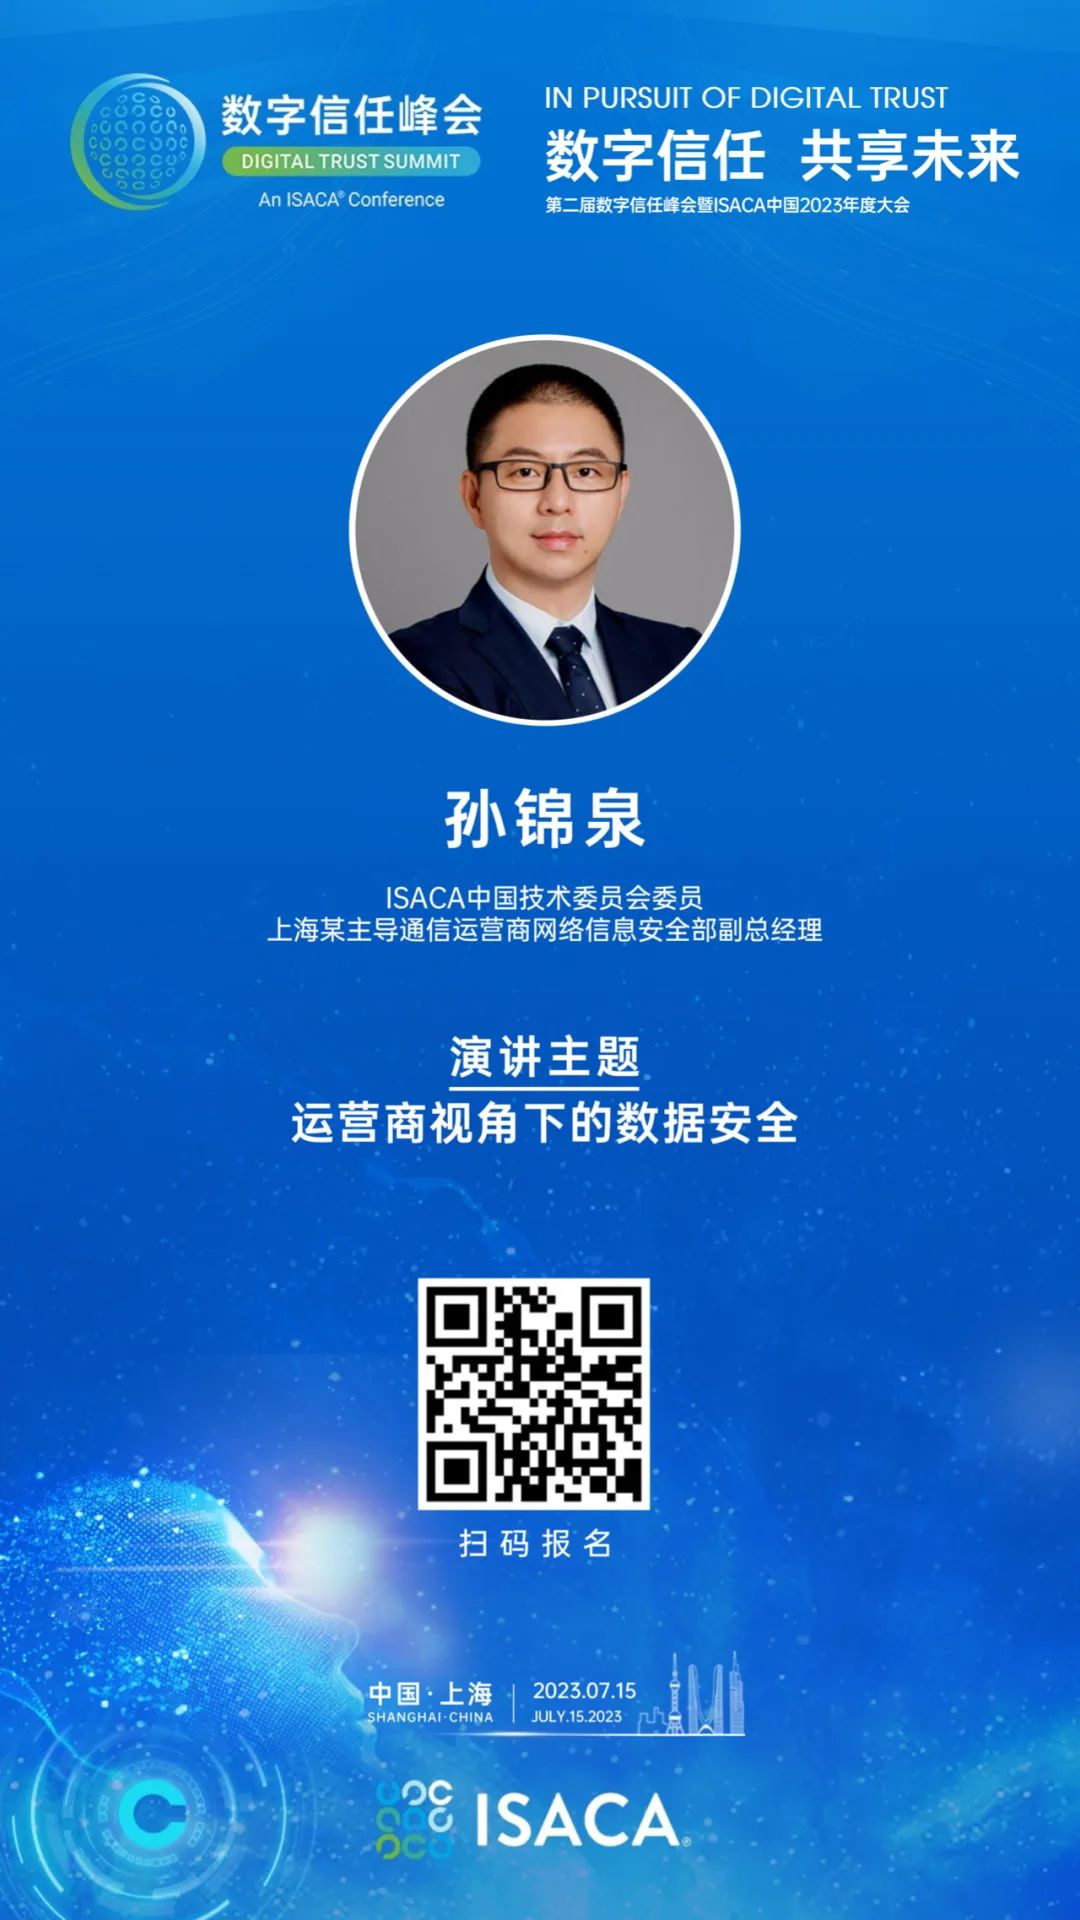 数字信任峰会
DIGITAL TRUST SUMMIT
An ISACA® Conference
IN PURSUIT OF DIGITAL TRUST
数字信任 共享未来
第二届数字信任峰会暨ISACA中国2023年度大会
孙锦泉
ISACA中国技术委员会委员
上海某主导通信运营商网络信息安全部副总经理
演讲主题
运营商视角下的数据安全
扫码报名
中国·上海
SHANGHAI·CHINA
2023.07.15
JULY.15.2023
ISACA®